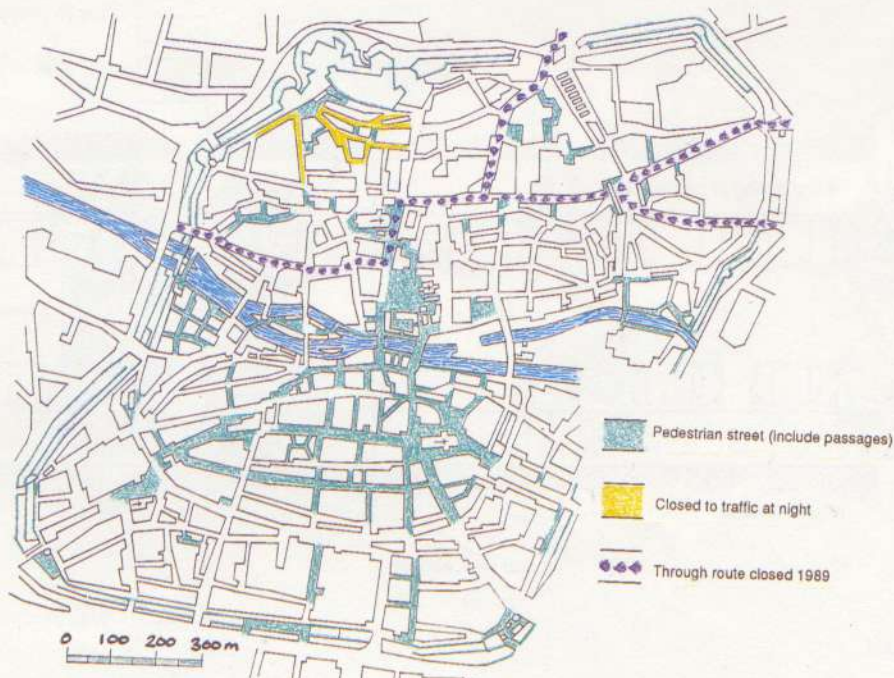 Pedestrian street (include passages)
Closed to traffic at night
Through route closed 1989
0 100 200 300m